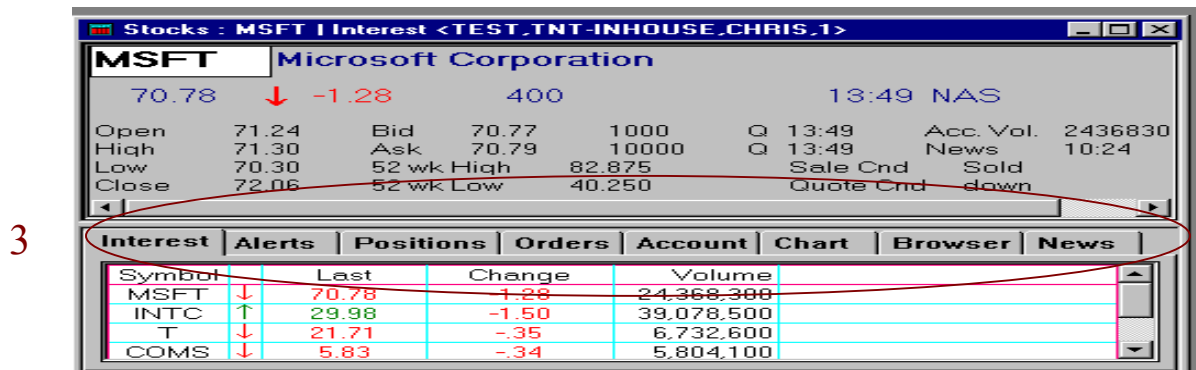 Stocks : MSFT | Interest <TEST,TNT-INHOUSE,CHRIS,1>
MSFT Microsoft Corporation
70.78 ↓ -1.28 400 13:49 NAS
Open 71.24 Bid 70.77 1000 Q 13:49 Acc. Vol. 2436830
High 71.30 Ask 70.79 10000 Q 13:49 News 10:24
Low 70.30 52 wk High 82.875 Sale Cnd Sold
Close 72.06 52 wk Low 40.250 Quote Cnd down
3
Interest Alerts Positions Orders Account Chart Browser News
Symbol Last Change Volume
MSFT ↓ 70.78 -1.28 24,368,300
INTC ↑ 29.98 -1.50 39,078,500
T ↓ 21.71 -.35 6,732,600
COMS ↓ 5.83 -.34 5,804,100